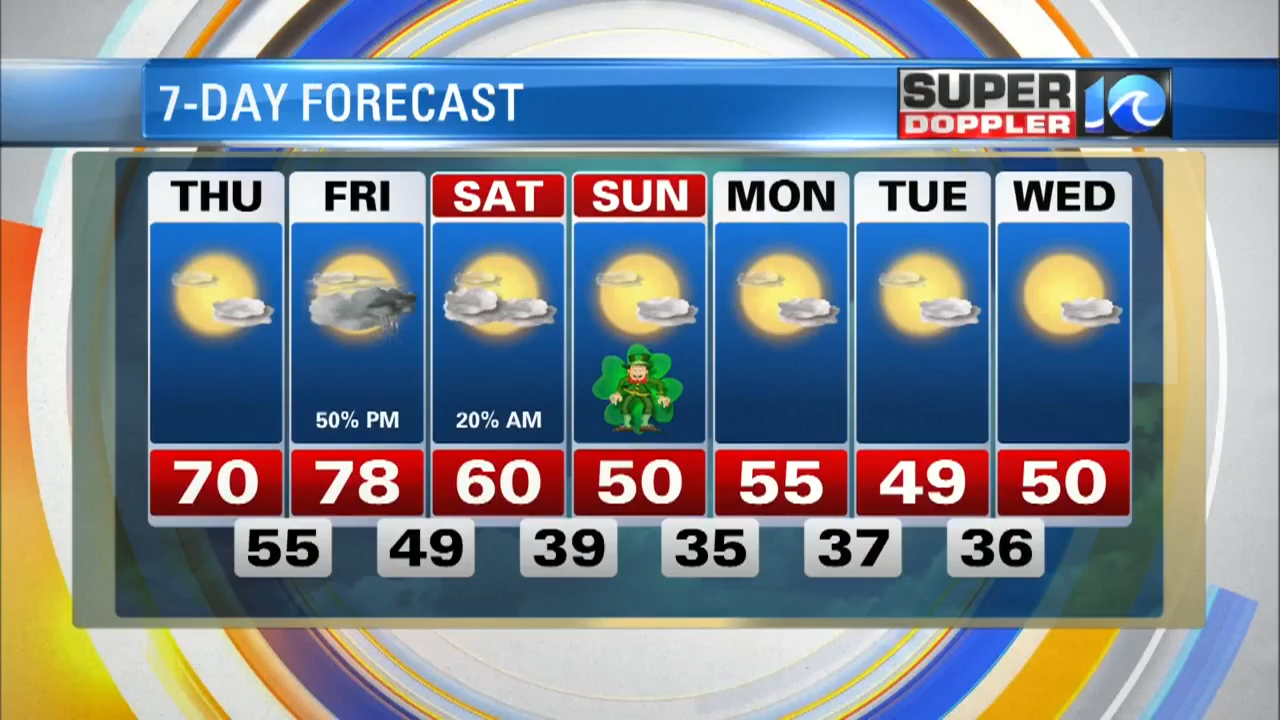 7-DAY FORECAST
SUPER
DOPPLER
10
THU FRI SAT SUN MON TUE WED
50% PM 20% AM
70 78 60 50 55 49 50
55 49 39 35 37 36